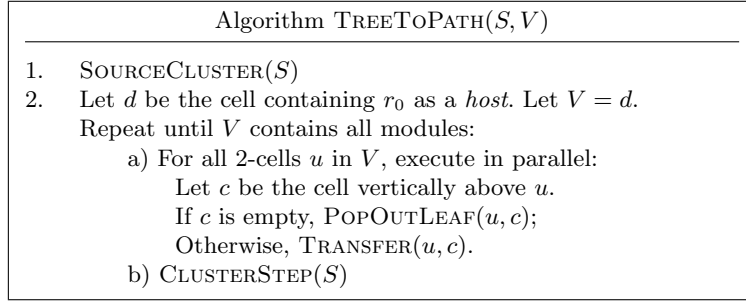 Algorithm TREETOPATH(S, V)
1. SOURCECLUSTER(S)
2. Let d be the cell containing r₀ as a host. Let V = d.
Repeat until V contains all modules:
a) For all 2-cells u in V, execute in parallel:
Let c be the cell vertically above u.
If c is empty, POPOUTLEAF(u, c);
Otherwise, TRANSFER(u, c).
b) CLUSTERSTEP(S)